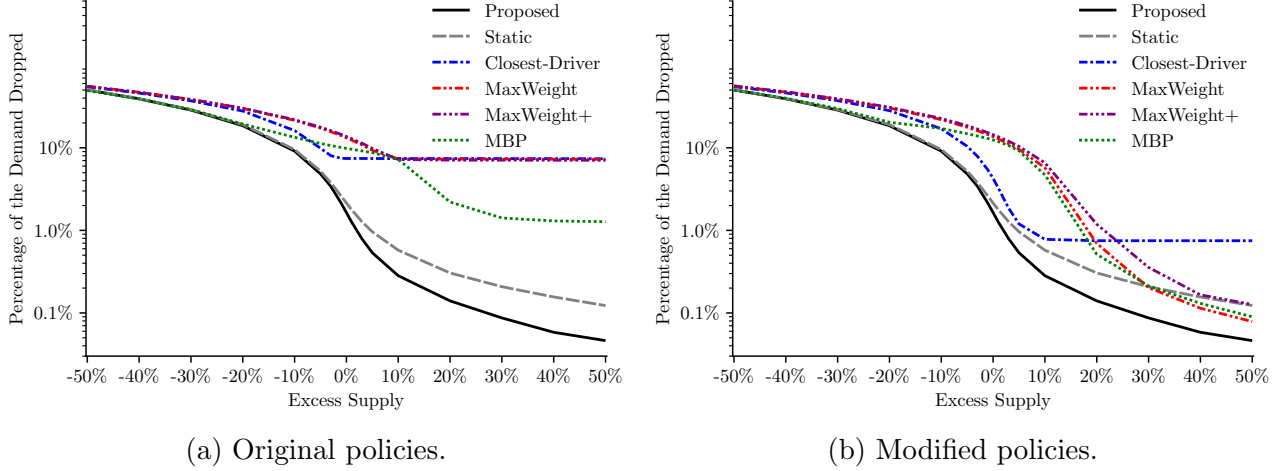 Percentage of the Demand Dropped
10%
1.0%
0.1%
-50% -40% -30% -20% -10% 0% 10% 20% 30% 40% 50%
Excess Supply
Proposed
Static
Closest-Driver
MaxWeight
MaxWeight+
MBP
(a) Original policies.
Percentage of the Demand Dropped
10%
1.0%
0.1%
-50% -40% -30% -20% -10% 0% 10% 20% 30% 40% 50%
Excess Supply
Proposed
Static
Closest-Driver
MaxWeight
MaxWeight+
MBP
(b) Modified policies.